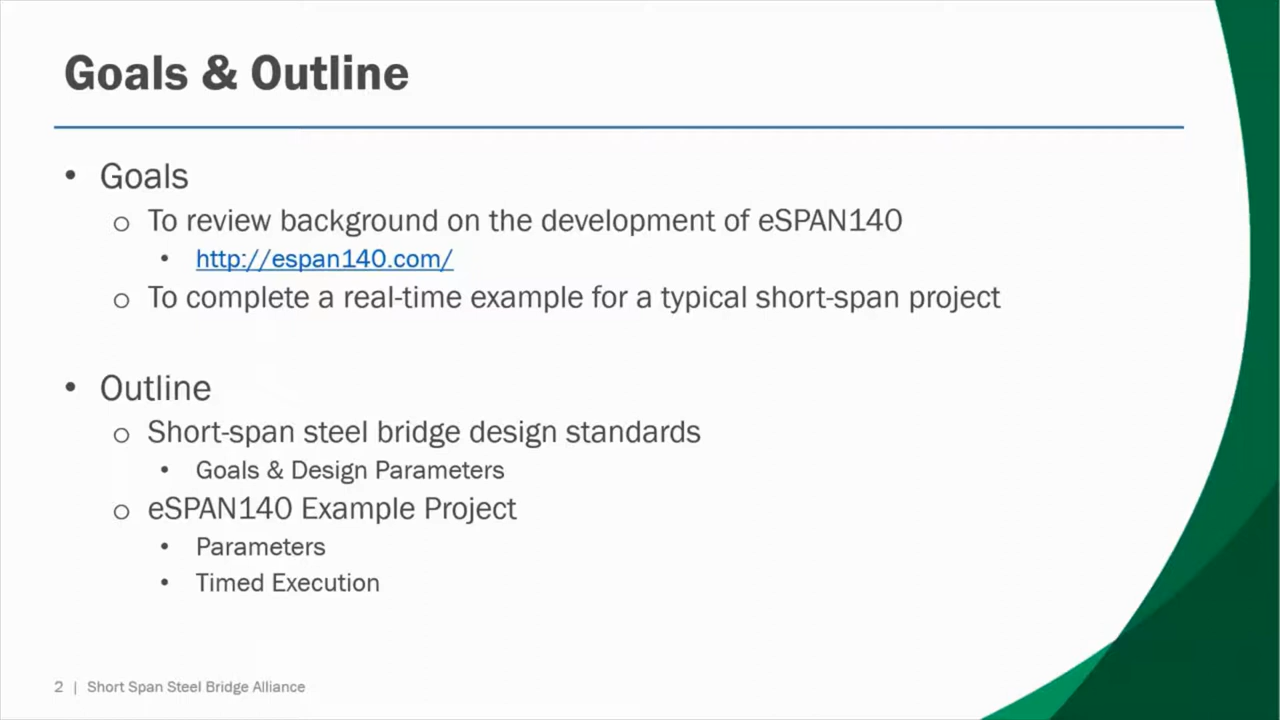 Goals & Outline
• Goals
o To review background on the development of eSPAN140
• http://espan140.com/
o To complete a real-time example for a typical short-span project
• Outline
o Short-span steel bridge design standards
• Goals & Design Parameters
o eSPAN140 Example Project
• Parameters
• Timed Execution
2 | Short Span Steel Bridge Alliance